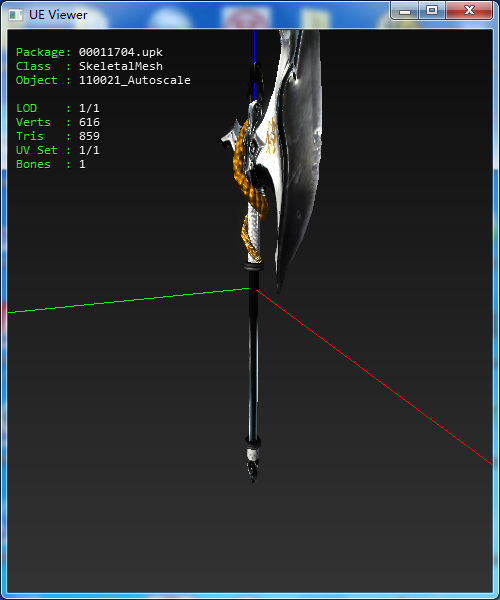 UE Viewer
Package: 00011704.upk
Class : SkeletalMesh
Object : 110021_Autoscale
LOD : 1/1
Verts : 616
Tris : 859
UV Set : 1/1
Bones : 1